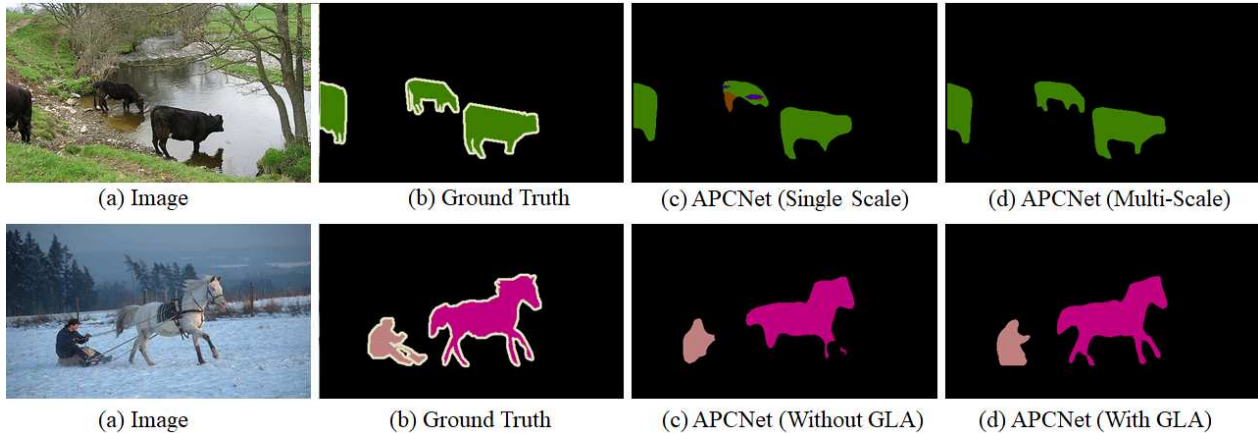 (a) Image (b) Ground Truth (c) APCNet (Single Scale) (d) APCNet (Multi-Scale)
(a) Image (b) Ground Truth (c) APCNet (Without GLA) (d) APCNet (With GLA)